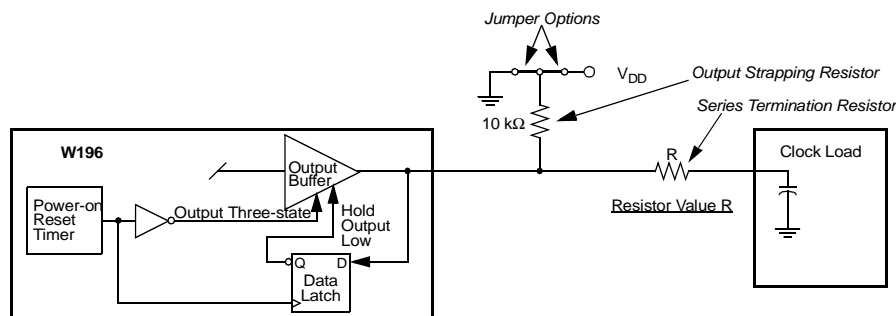 Jumper Options
V_DD
Output Strapping Resistor
Series Termination Resistor
10 kΩ
W196
Clock Load
Output
Buffer
R
Power-on
Reset
Timer
Output Three-state
Hold
Output
Low
Resistor Value R
Q D
Data
Latch